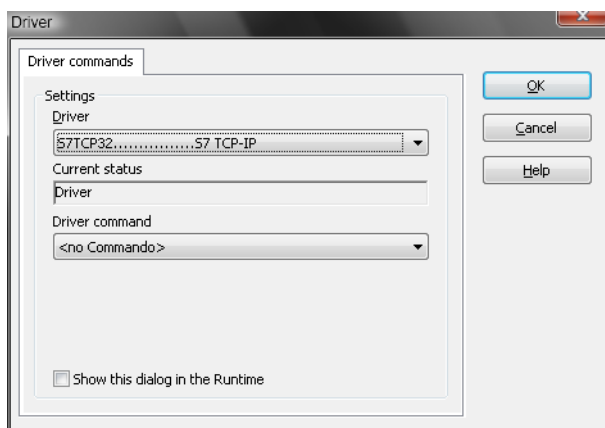 Driver
Driver commands
Settings
Driver
S7TCP32................S7 TCP-IP
Current status
Driver
Driver command
<no Commando>
Show this dialog in the Runtime
OK
Cancel
Help